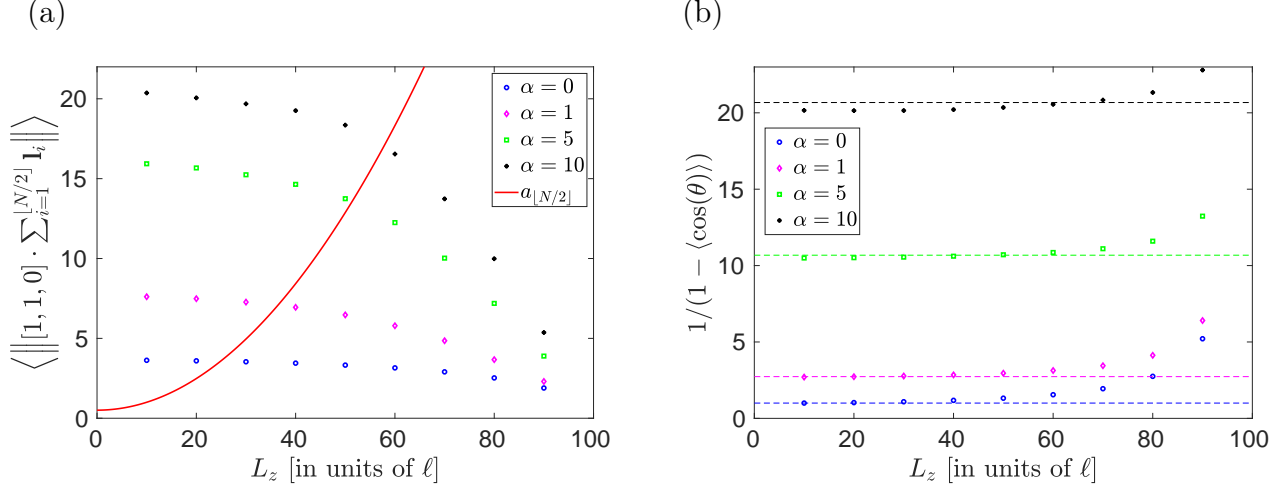 (a)
⟨‖[1, 1, 0] · ∑_{i=1}^{⌊N/2⌋} l_i‖⟩
20
15
10
5
0
0 20 40 60 80 100
L_z [in units of ℓ]
α = 0
α = 1
α = 5
α = 10
a_{⌊N/2⌋}
(b)
1/(1 − ⟨cos(θ)⟩)
20
15
10
5
0
0 20 40 60 80 100
L_z [in units of ℓ]
α = 0
α = 1
α = 5
α = 10